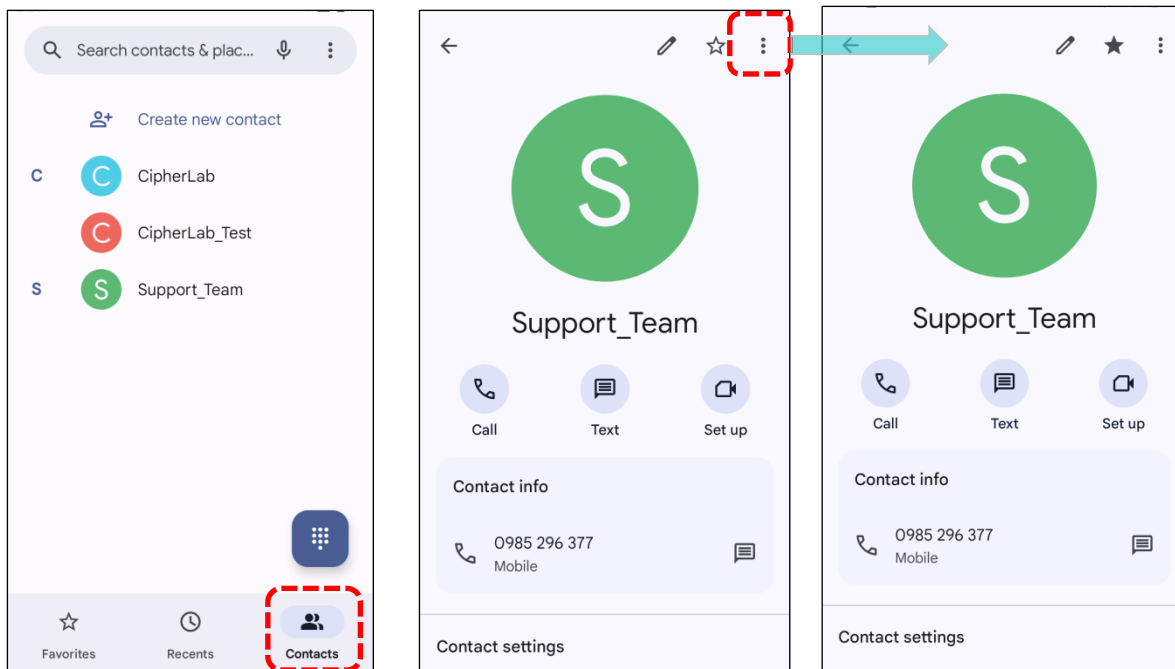 Search contacts & plac...
Create new contact
C
C
CipherLab
C
CipherLab_Test
S
S
Support_Team
Favorites
Recents
Contacts
S
Support_Team
Call
Text
Set up
Contact info
0985 296 377
Mobile
Contact settings
S
Support_Team
Call
Text
Set up
Contact info
0985 296 377
Mobile
Contact settings